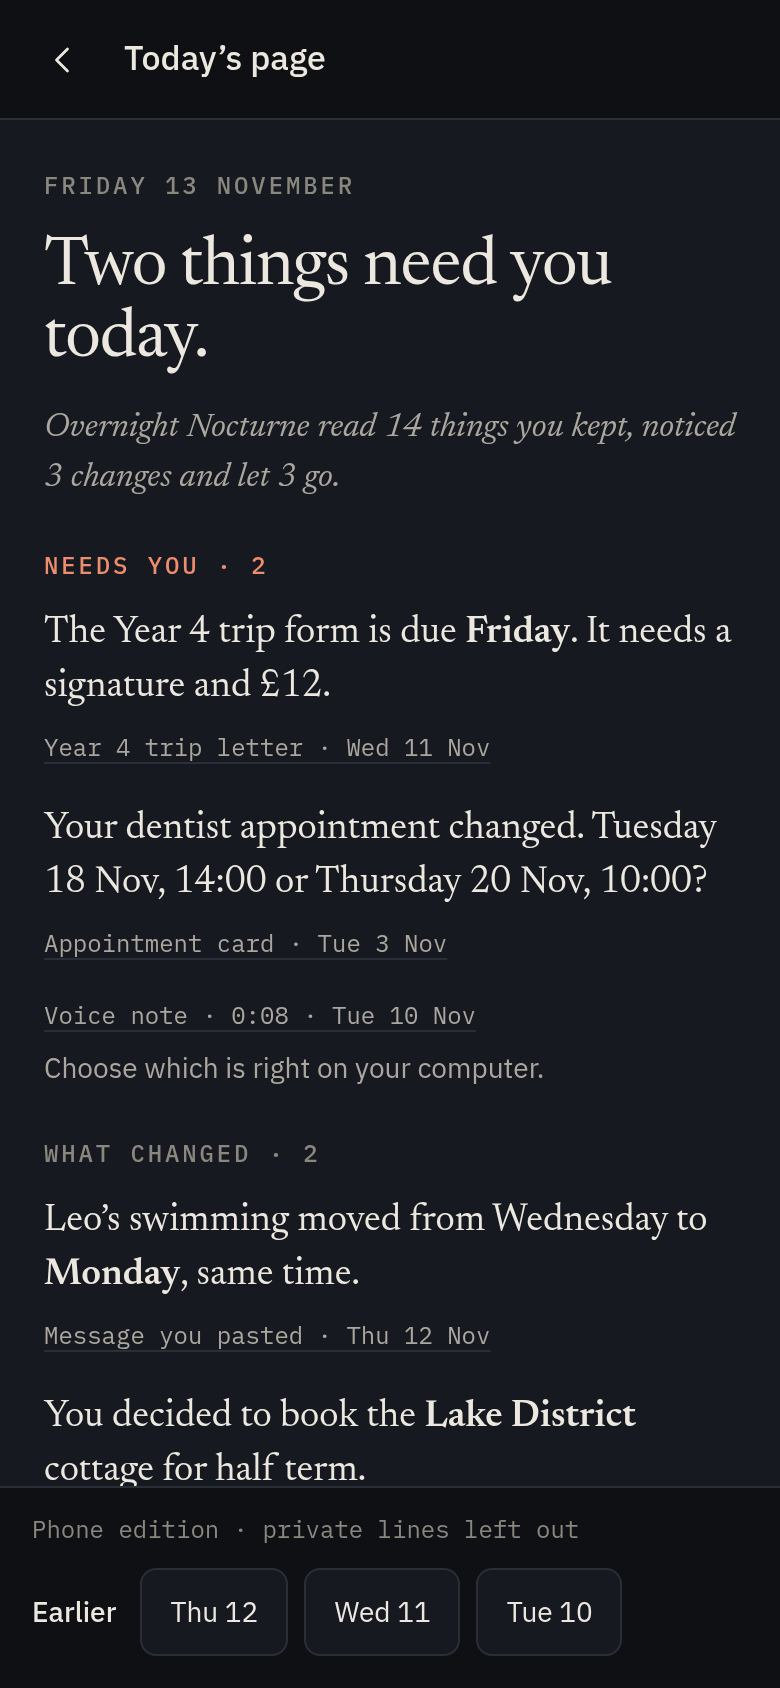 Today’s page
FRIDAY 13 NOVEMBER
Two things need you
today.
Overnight Nocturne read 14 things you kept, noticed
3 changes and let 3 go.
NEEDS YOU · 2
The Year 4 trip form is due Friday. It needs a
signature and £12.
Year 4 trip letter · Wed 11 Nov
Your dentist appointment changed. Tuesday
18 Nov, 14:00 or Thursday 20 Nov, 10:00?
Appointment card · Tue 3 Nov
Voice note · 0:08 · Tue 10 Nov
Choose which is right on your computer.
WHAT CHANGED · 2
Leo’s swimming moved from Wednesday to
Monday, same time.
Message you pasted · Thu 12 Nov
You decided to book the Lake District
cottage for half term.
Phone edition · private lines left out
Earlier Thu 12 Wed 11 Tue 10